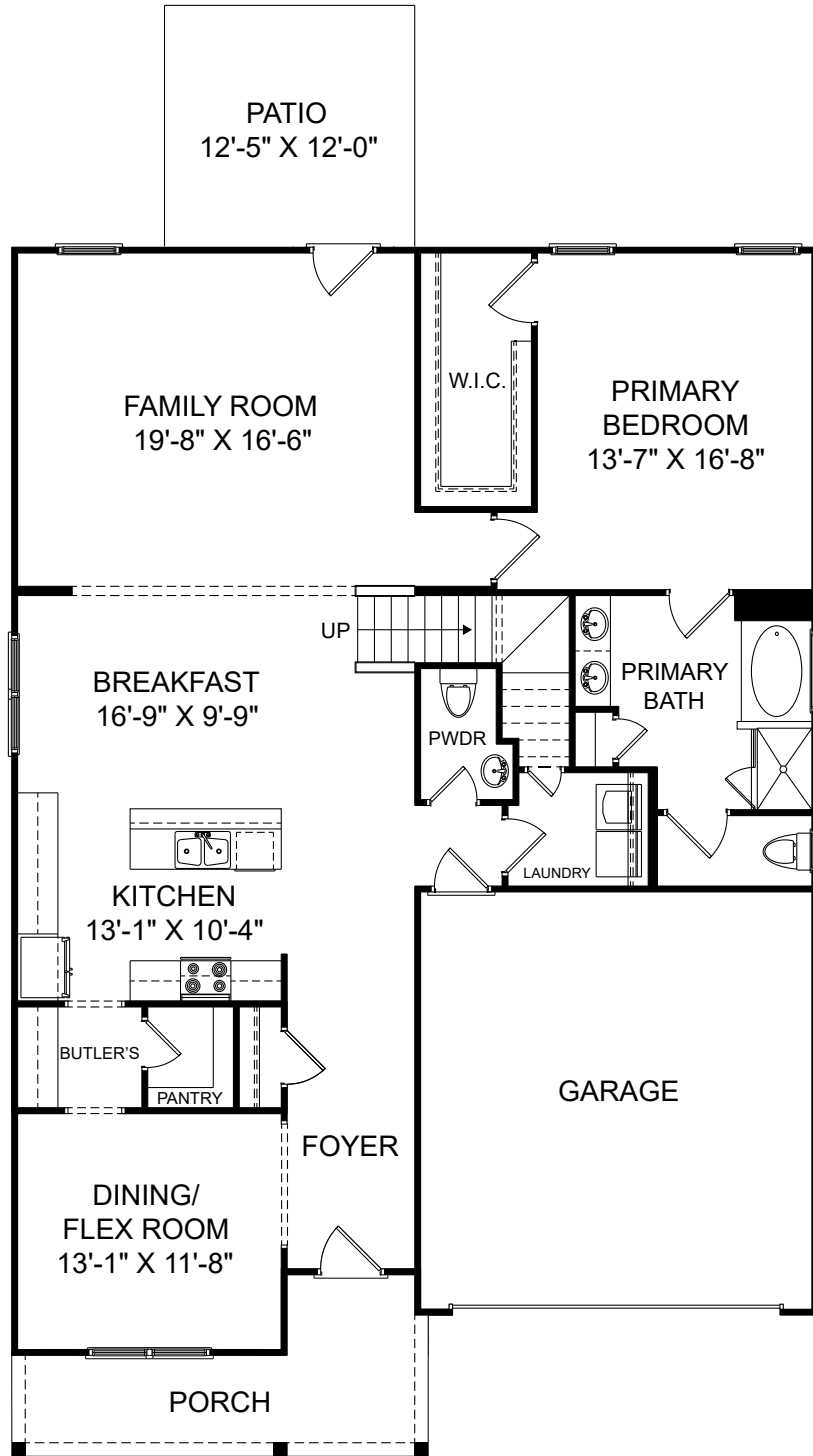 PATIO
12'-5" X 12'-0"
FAMILY ROOM
19'-8" X 16'-6"
W.I.C.
PRIMARY
BEDROOM
13'-7" X 16'-8"
UP
BREAKFAST
16'-9" X 9'-9"
PWDR
PRIMARY
BATH
LAUNDRY
KITCHEN
13'-1" X 10'-4"
BUTLER'S
PANTRY
GARAGE
FOYER
DINING/
FLEX ROOM
13'-1" X 11'-8"
PORCH